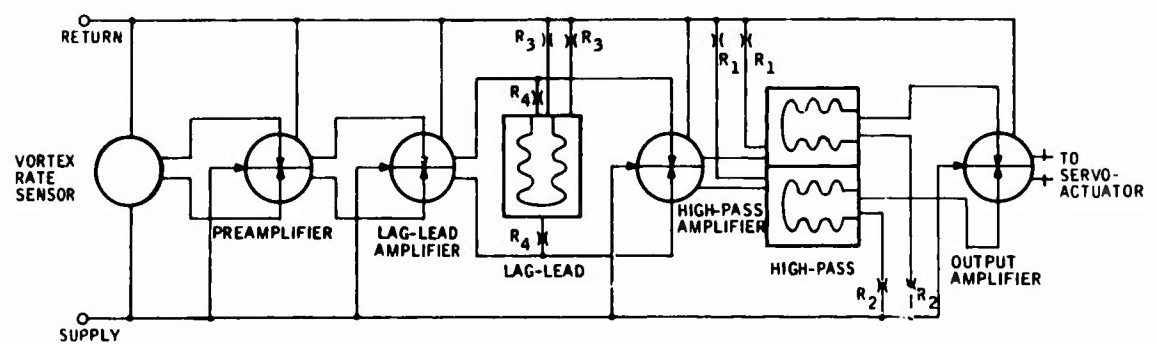 RETURN
R3
R3
R1
R1
R4
VORTEX
RATE
SENSOR
TO
SERVO-
ACTUATOR
PREAMPLIFIER
LAG-LEAD
AMPLIFIER
R4
LAG-LEAD
HIGH-PASS
AMPLIFIER
HIGH-PASS
OUTPUT
AMPLIFIER
R2
R2
SUPPLY